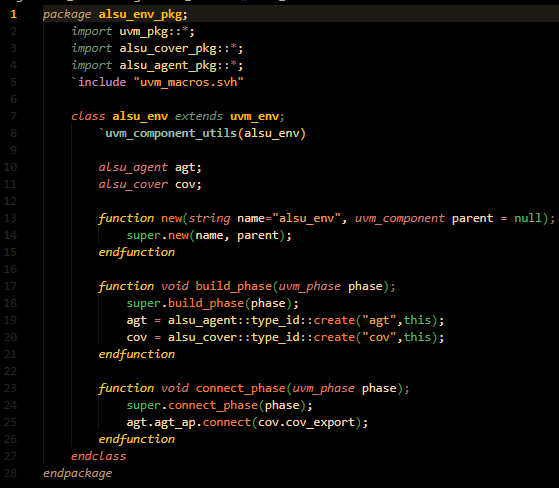 1 package alsu_env_pkg;
2 import uvm_pkg::*;
3 import alsu_cover_pkg::*;
4 import alsu_agent_pkg::*;
5 `include "uvm_macros.svh"
6
7 class alsu_env extends uvm_env;
8 `uvm_component_utils(alsu_env)
9
10 alsu_agent agt;
11 alsu_cover cov;
12
13 function new(string name="alsu_env", uvm_component parent = null);
14 super.new(name, parent);
15 endfunction
16
17 function void build_phase(uvm_phase phase);
18 super.build_phase(phase);
19 agt = alsu_agent::type_id::create("agt",this);
20 cov = alsu_cover::type_id::create("cov",this);
21 endfunction
22
23 function void connect_phase(uvm_phase phase);
24 super.connect_phase(phase);
25 agt.agt_ap.connect(cov.cov_export);
26 endfunction
27 endclass
28 endpackage